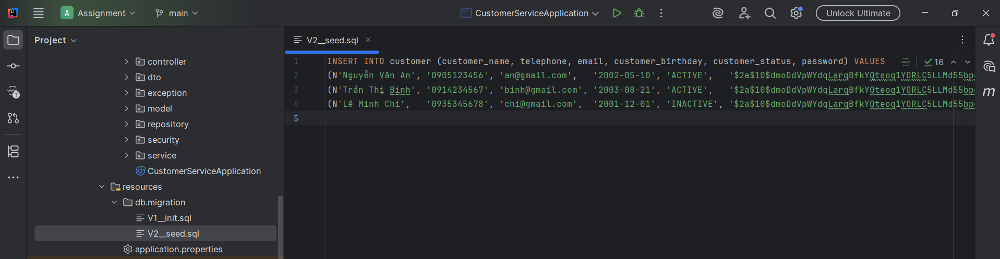 A Assignment main CustomerServiceApplication Unlock Ultimate
Project
controller
dto
exception
model
repository
security
service
CustomerServiceApplication
resources
db.migration
V1__init.sql
V2__seed.sql
application.properties
V2__seed.sql
1 INSERT INTO customer (customer_name, telephone, email, customer_birthday, customer_status, password) VALUES 16
2 (N'Nguyễn Văn An', '0905123456', 'an@gmail.com', '2002-05-10', 'ACTIVE', '$2a$10$dmoDdVpWYdqLarqBfkYQteoq1YORLC5LLMd55bp
3 (N'Trần Thị Bình', '0914234567', 'binh@gmail.com', '2003-08-21', 'ACTIVE', '$2a$10$dmoDdVpWYdqLarqBfkYQteoq1YORLC5LLMd55bp
4 (N'Lê Minh Chi', '0935345678', 'chi@gmail.com', '2001-12-01', 'INACTIVE', '$2a$10$dmoDdVpWYdqLarqBfkYQteoq1YORLC5LLMd55bp
5
m